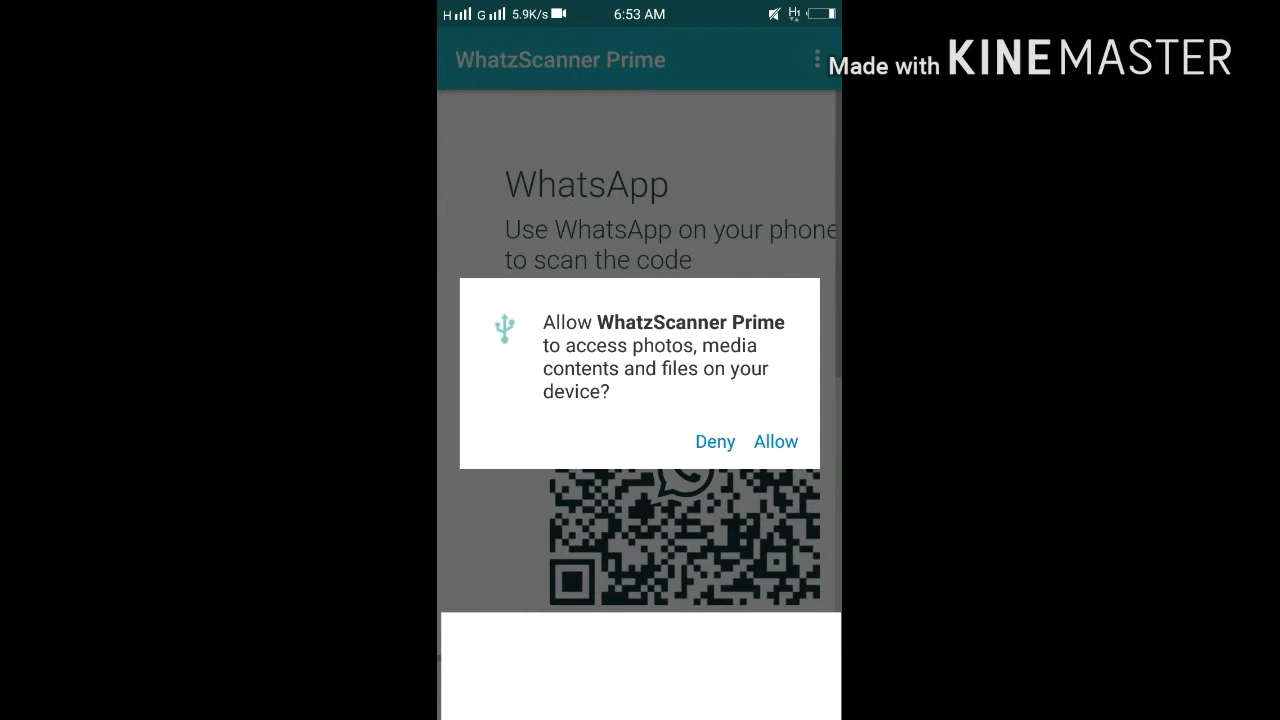 H G 5.9K/s 6:53 AM H1
WhatzScanner Prime
Made with KINEMASTER
WhatsApp
Use WhatsApp on your phone
to scan the code
Allow WhatzScanner Prime
to access photos, media
contents and files on your
device?
Deny Allow